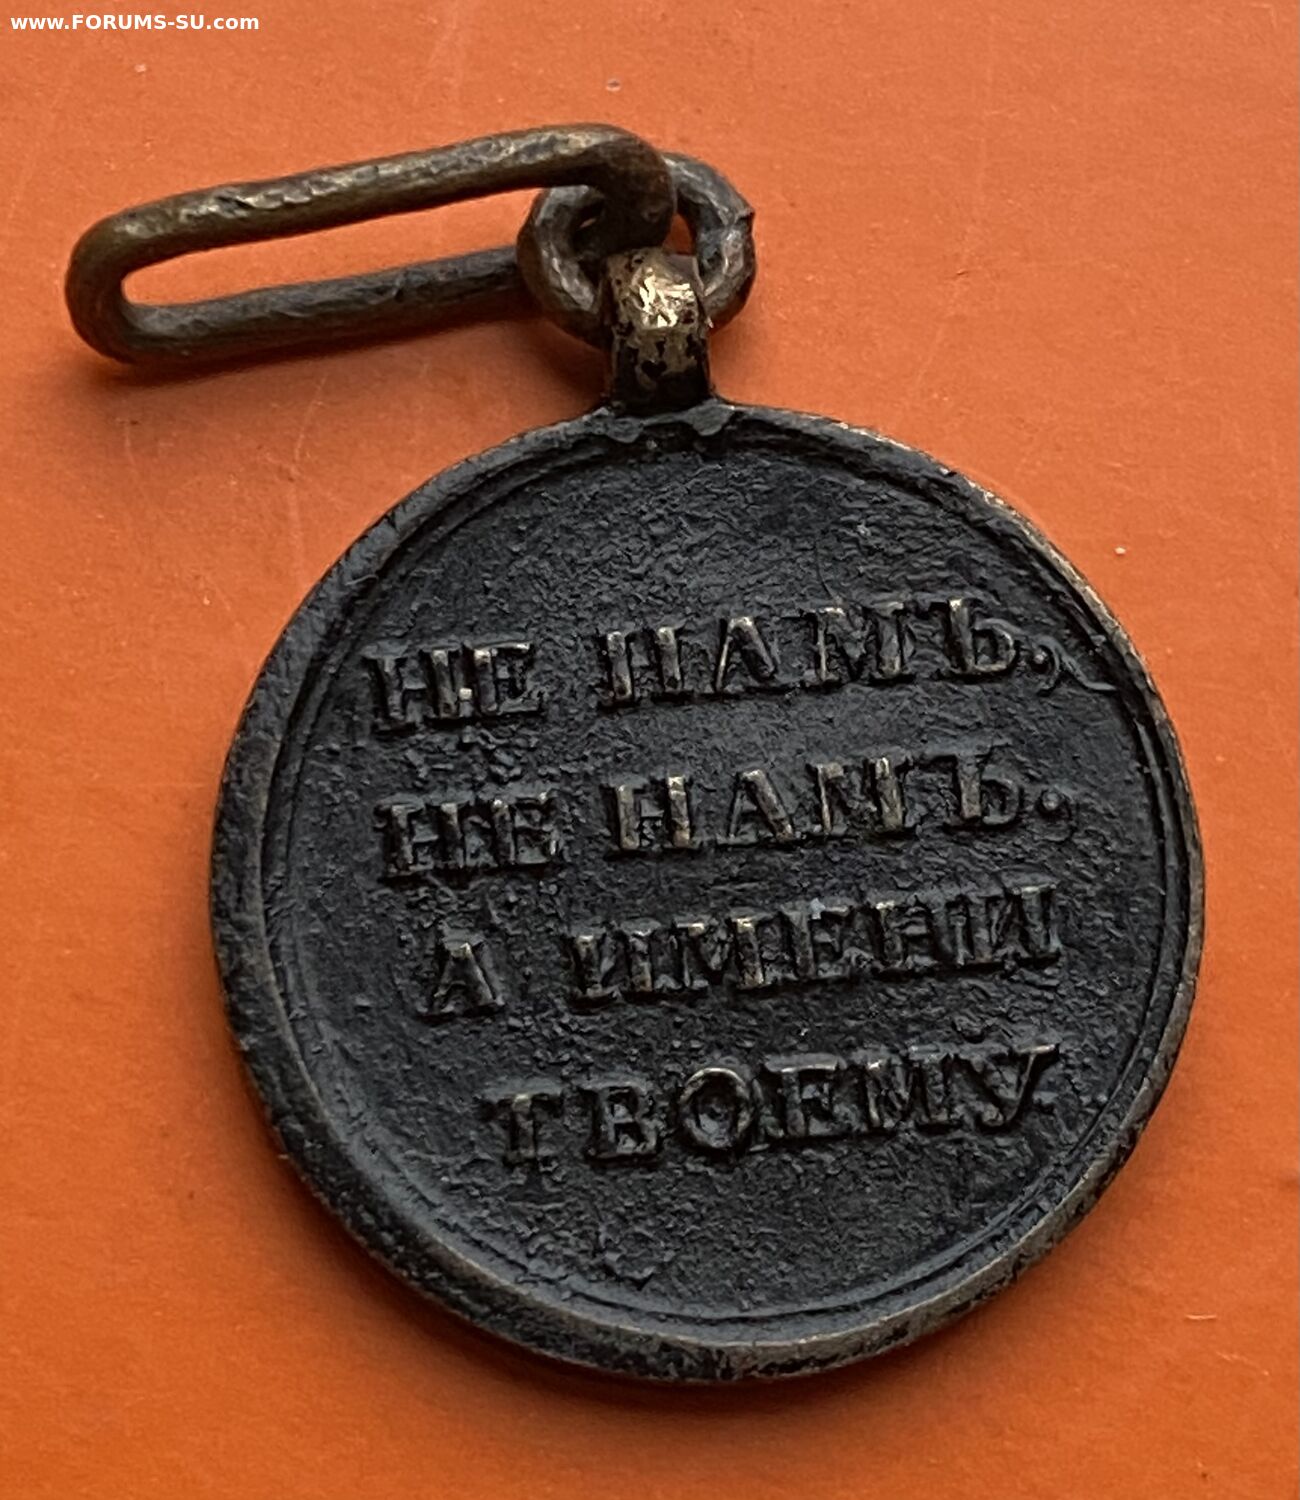 www.FORUMS-SU.com
НЕ НАМЪ,
НЕ НАМЪ.
А ИМЕНИ
ТВОЕМУ